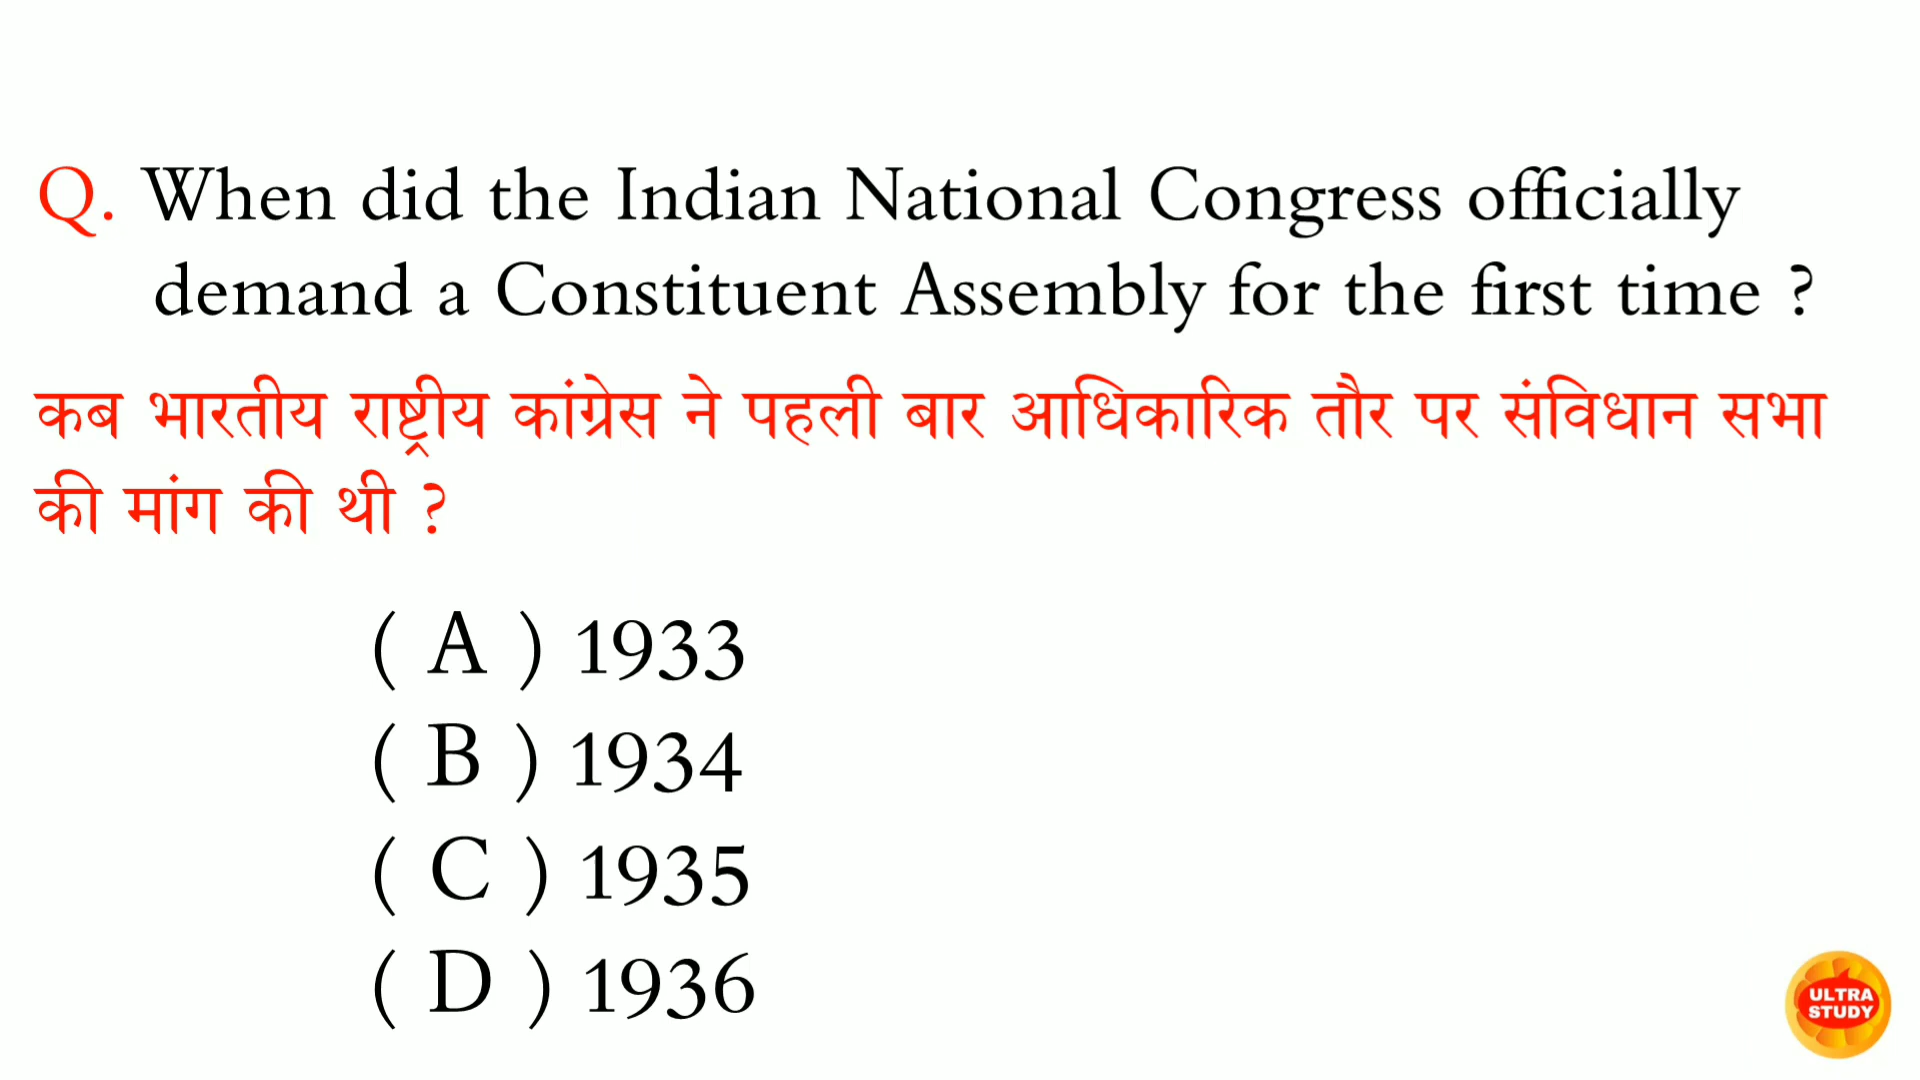 Q. When did the Indian National Congress officially
demand a Constituent Assembly for the first time ?
कब भारतीय राष्ट्रीय कांग्रेस ने पहली बार आधिकारिक तौर पर संविधान सभा
की मांग की थी ?
( A ) 1933
( B ) 1934
( C ) 1935
( D ) 1936
ULTRA
STUDY